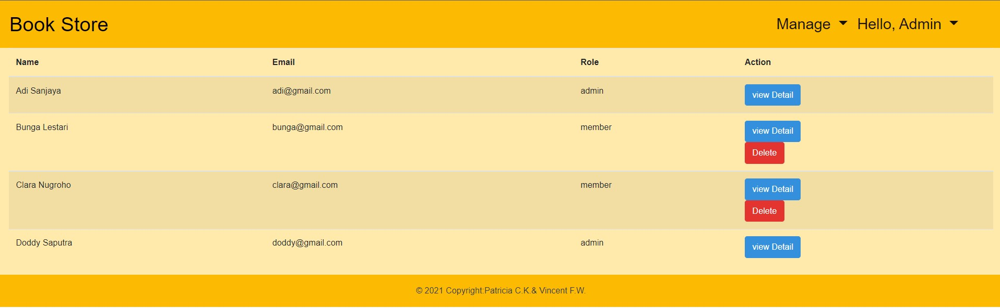 Book Store Manage Hello, Admin
Name Email Role Action
Adi Sanjaya adi@gmail.com admin view Detail
Bunga Lestari bunga@gmail.com member view Detail
Delete
Clara Nugroho clara@gmail.com member view Detail
Delete
Doddy Saputra doddy@gmail.com admin view Detail
© 2021 Copyright:Patricia C.K.& Vincent F.W.